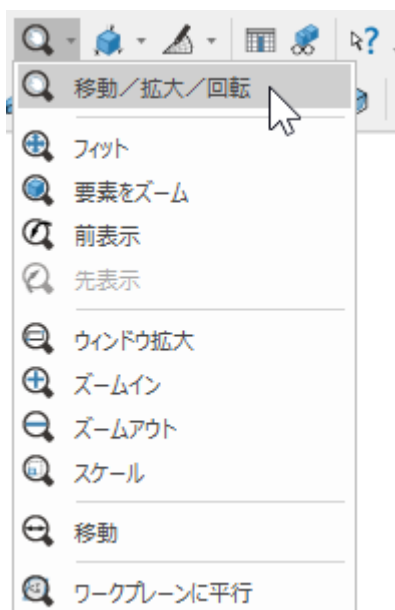 移動／拡大／回転
フィット
要素をズーム
前表示
先表示
ウィンドウ拡大
ズームイン
ズームアウト
スケール
移動
ワークプレーンに平行